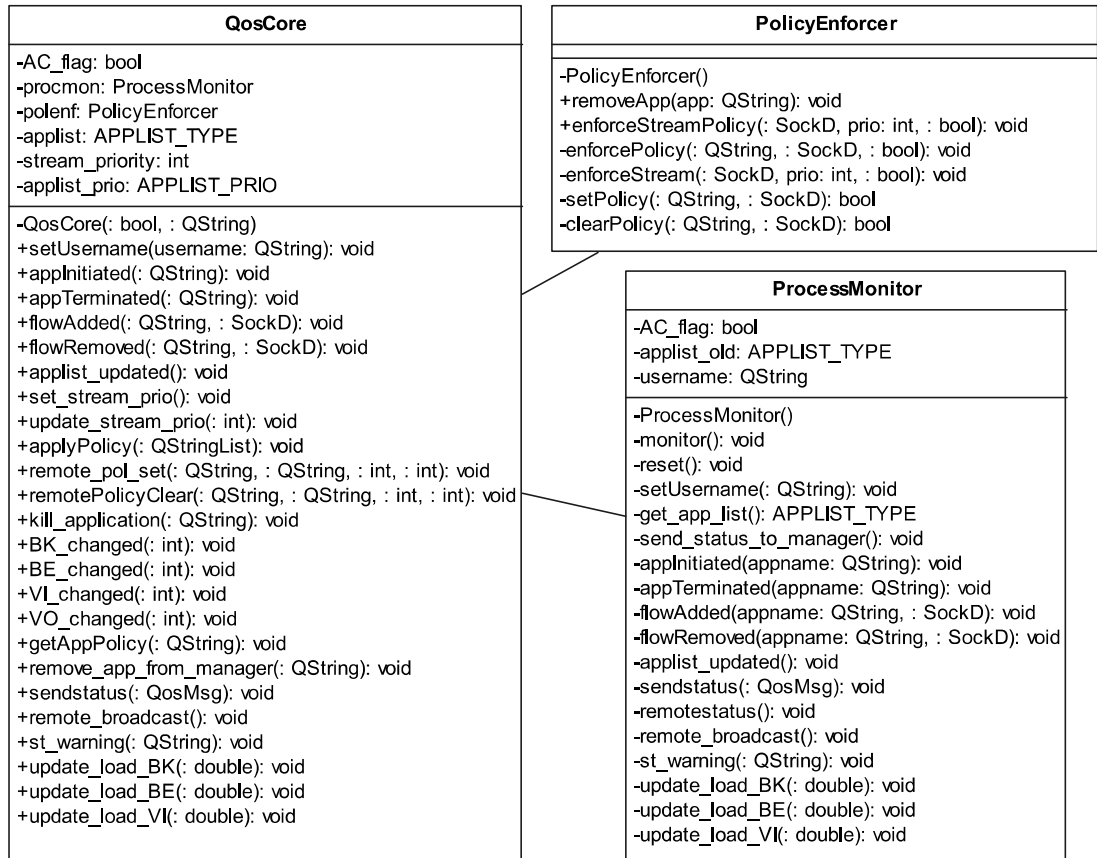 QosCore
-AC_flag: bool
-procmon: ProcessMonitor
-polenf: PolicyEnforcer
-applist: APPLIST_TYPE
-stream_priority: int
-applist_prio: APPLIST_PRIO
-QosCore(: bool, : QString)
+setUsername(username: QString): void
+appInitiated(: QString): void
+appTerminated(: QString): void
+flowAdded(: QString, : SockD): void
+flowRemoved(: QString, : SockD): void
+applist_updated(): void
+set_stream_prio(): void
+update_stream_prio(: int): void
+applyPolicy(: QStringList): void
+remote_pol_set(: QString, : QString, : int, : int): void
+remotePolicyClear(: QString, : QString, : int, : int): void
+kill_application(: QString): void
+BK_changed(: int): void
+BE_changed(: int): void
+VI_changed(: int): void
+VO_changed(: int): void
+getAppPolicy(: QString): void
+remove_app_from_manager(: QString): void
+sendstatus(: QosMsg): void
+remote_broadcast(): void
+st_warning(: QString): void
+update_load_BK(: double): void
+update_load_BE(: double): void
+update_load_VI(: double): void
PolicyEnforcer
-PolicyEnforcer()
+removeApp(app: QString): void
+enforceStreamPolicy(: SockD, prio: int, : bool): void
-enforcePolicy(: QString, : SockD, : bool): void
-enforceStream(: SockD, prio: int, : bool): void
-setPolicy(: QString, : SockD): bool
-clearPolicy(: QString, : SockD): bool
ProcessMonitor
-AC_flag: bool
-applist_old: APPLIST_TYPE
-username: QString
-ProcessMonitor()
-monitor(): void
-reset(): void
-setUsername(: QString): void
-get_app_list(): APPLIST_TYPE
-send_status_to_manager(): void
-appInitiated(appname: QString): void
-appTerminated(appname: QString): void
-flowAdded(appname: QString, : SockD): void
-flowRemoved(appname: QString, : SockD): void
-applist_updated(): void
-sendstatus(: QosMsg): void
-remotestatus(): void
-remote_broadcast(): void
-st_warning(: QString): void
-update_load_BK(: double): void
-update_load_BE(: double): void
-update_load_VI(: double): void